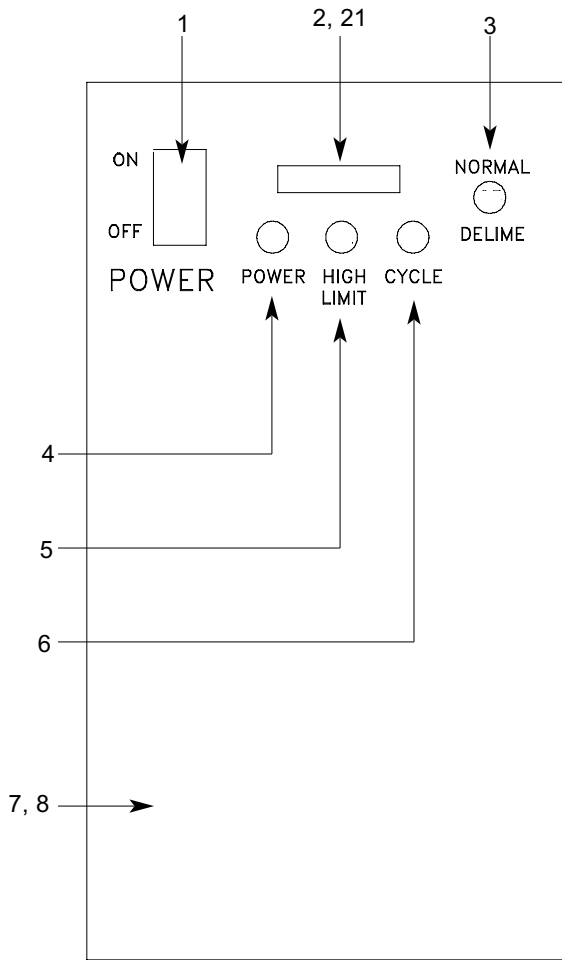 1
2, 21
3
ON
OFF
POWER
POWER
HIGH
LIMIT
CYCLE
NORMAL
DELIME
4
5
6
7, 8